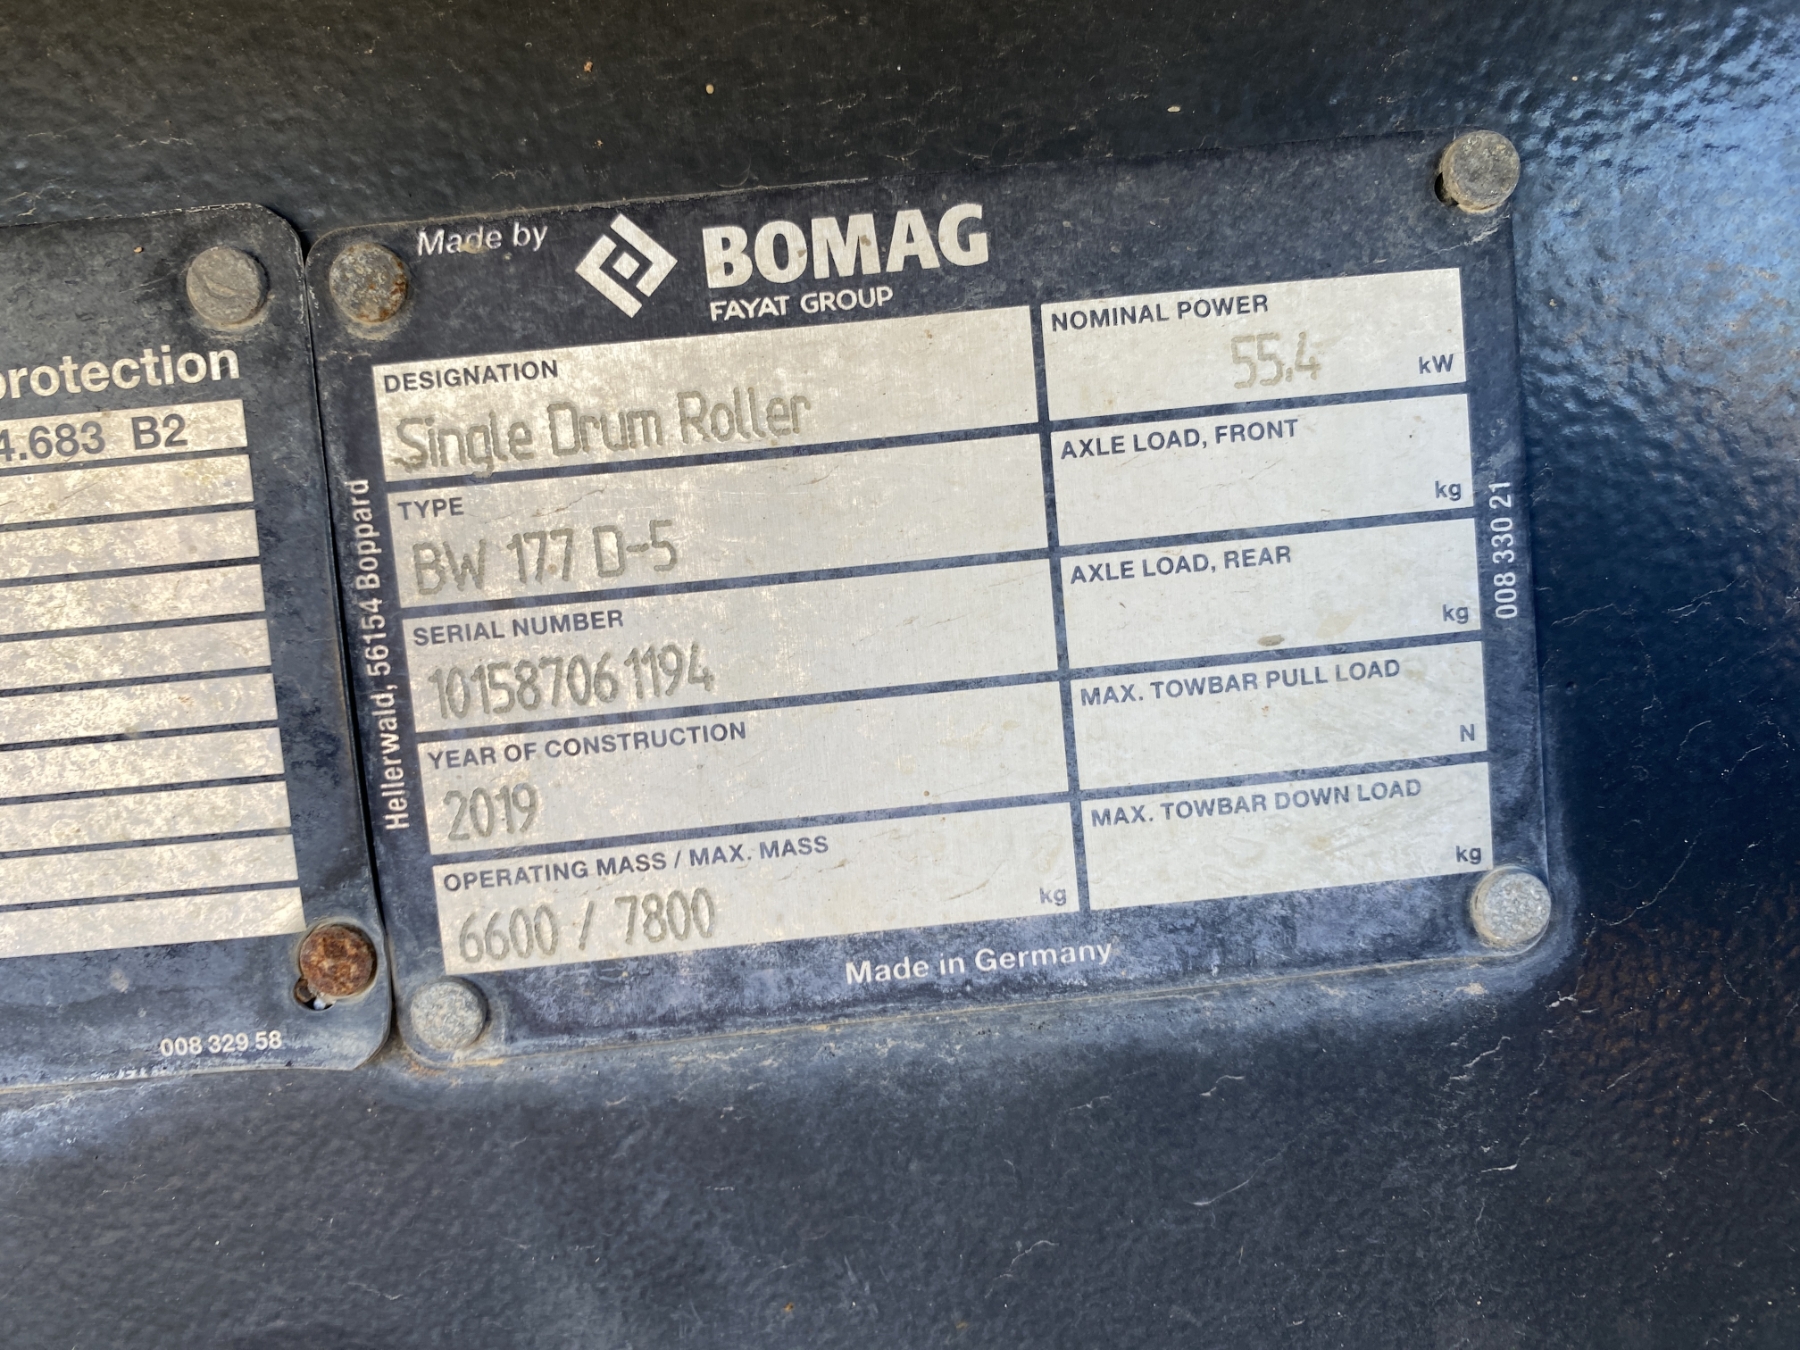 Made by
BOMAG
FAYAT GROUP
DESIGNATION
Single Drum Roller
TYPE
BW 177 D-5
SERIAL NUMBER
101587061194
YEAR OF CONSTRUCTION
2019
OPERATING MASS / MAX. MASS
6600 / 7800 kg
NOMINAL POWER
55.4 kW
AXLE LOAD, FRONT
kg
AXLE LOAD, REAR
kg
MAX. TOWBAR PULL LOAD
N
MAX. TOWBAR DOWN LOAD
kg
Made in Germany
Hellerwald, 56154 Boppard
008 330 21
4.683 B2
008 329 58